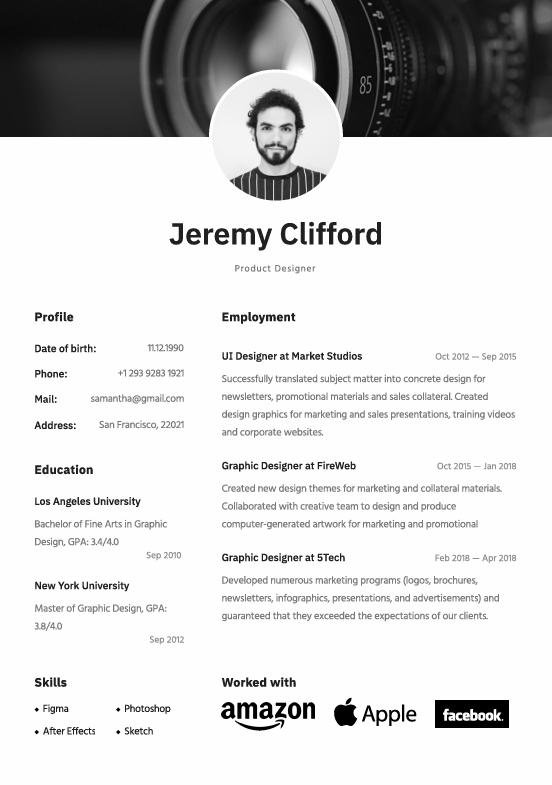 85
Jeremy Clifford
Product Designer
Profile
Date of birth: 11.12.1990
Phone: +1 293 9283 1921
Mail: samantha@gmail.com
Address: San Francisco, 22021
Education
Los Angeles University
Bachelor of Fine Arts in Graphic
Design, GPA: 3.4/4.0
Sep 2010
New York University
Master of Graphic Design, GPA:
3.8/4.0
Sep 2012
Skills
◆ Figma
◆ Photoshop
◆ After Effects
◆ Sketch
Employment
UI Designer at Market Studios Oct 2012 — Sep 2015
Successfully translated subject matter into concrete design for
newsletters, promotional materials and sales collateral. Created
design graphics for marketing and sales presentations, training videos
and corporate websites.
Graphic Designer at FireWeb Oct 2015 — Jan 2018
Created new design themes for marketing and collateral materials.
Collaborated with creative team to design and produce
computer-generated artwork for marketing and promotional
Graphic Designer at 5Tech Feb 2018 — Apr 2018
Developed numerous marketing programs (logos, brochures,
newsletters, infographics, presentations, and advertisements) and
guaranteed that they exceeded the expectations of our clients.
Worked with
amazon
Apple
facebook.